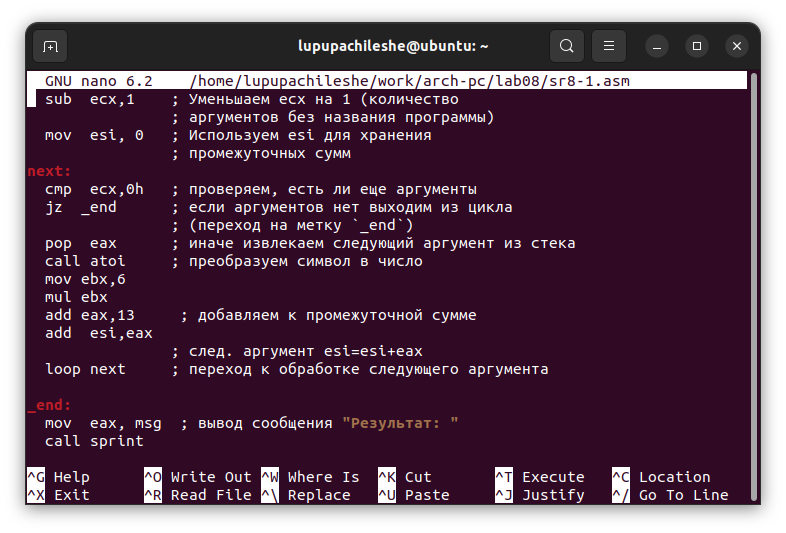 lupupachileshe@ubuntu: ~
GNU nano 6.2    /home/lupupachileshe/work/arch-pc/lab08/sr8-1.asm
  sub  ecx,1    ; Уменьшаем ecx на 1 (количество
                ; аргументов без названия программы)
  mov  esi, 0   ; Используем esi для хранения
                ; промежуточных сумм
next:
  cmp  ecx,0h   ; проверяем, есть ли еще аргументы
  jz  _end      ; если аргументов нет выходим из цикла
                ; (переход на метку `_end`)
  pop  eax      ; иначе извлекаем следующий аргумент из стека
  call atoi     ; преобразуем символ в число
  mov ebx,6
  mul ebx
  add eax,13     ; добавляем к промежуточной сумме
  add  esi,eax
                ; след. аргумент esi=esi+eax
  loop next     ; переход к обработке следующего аргумента
_end:
  mov  eax, msg  ; вывод сообщения "Результат: "
  call sprint
^G Help      ^O Write Out ^W Where Is  ^K Cut       ^T Execute   ^C Location
^X Exit      ^R Read File ^\ Replace   ^U Paste     ^J Justify   ^/ Go To Line